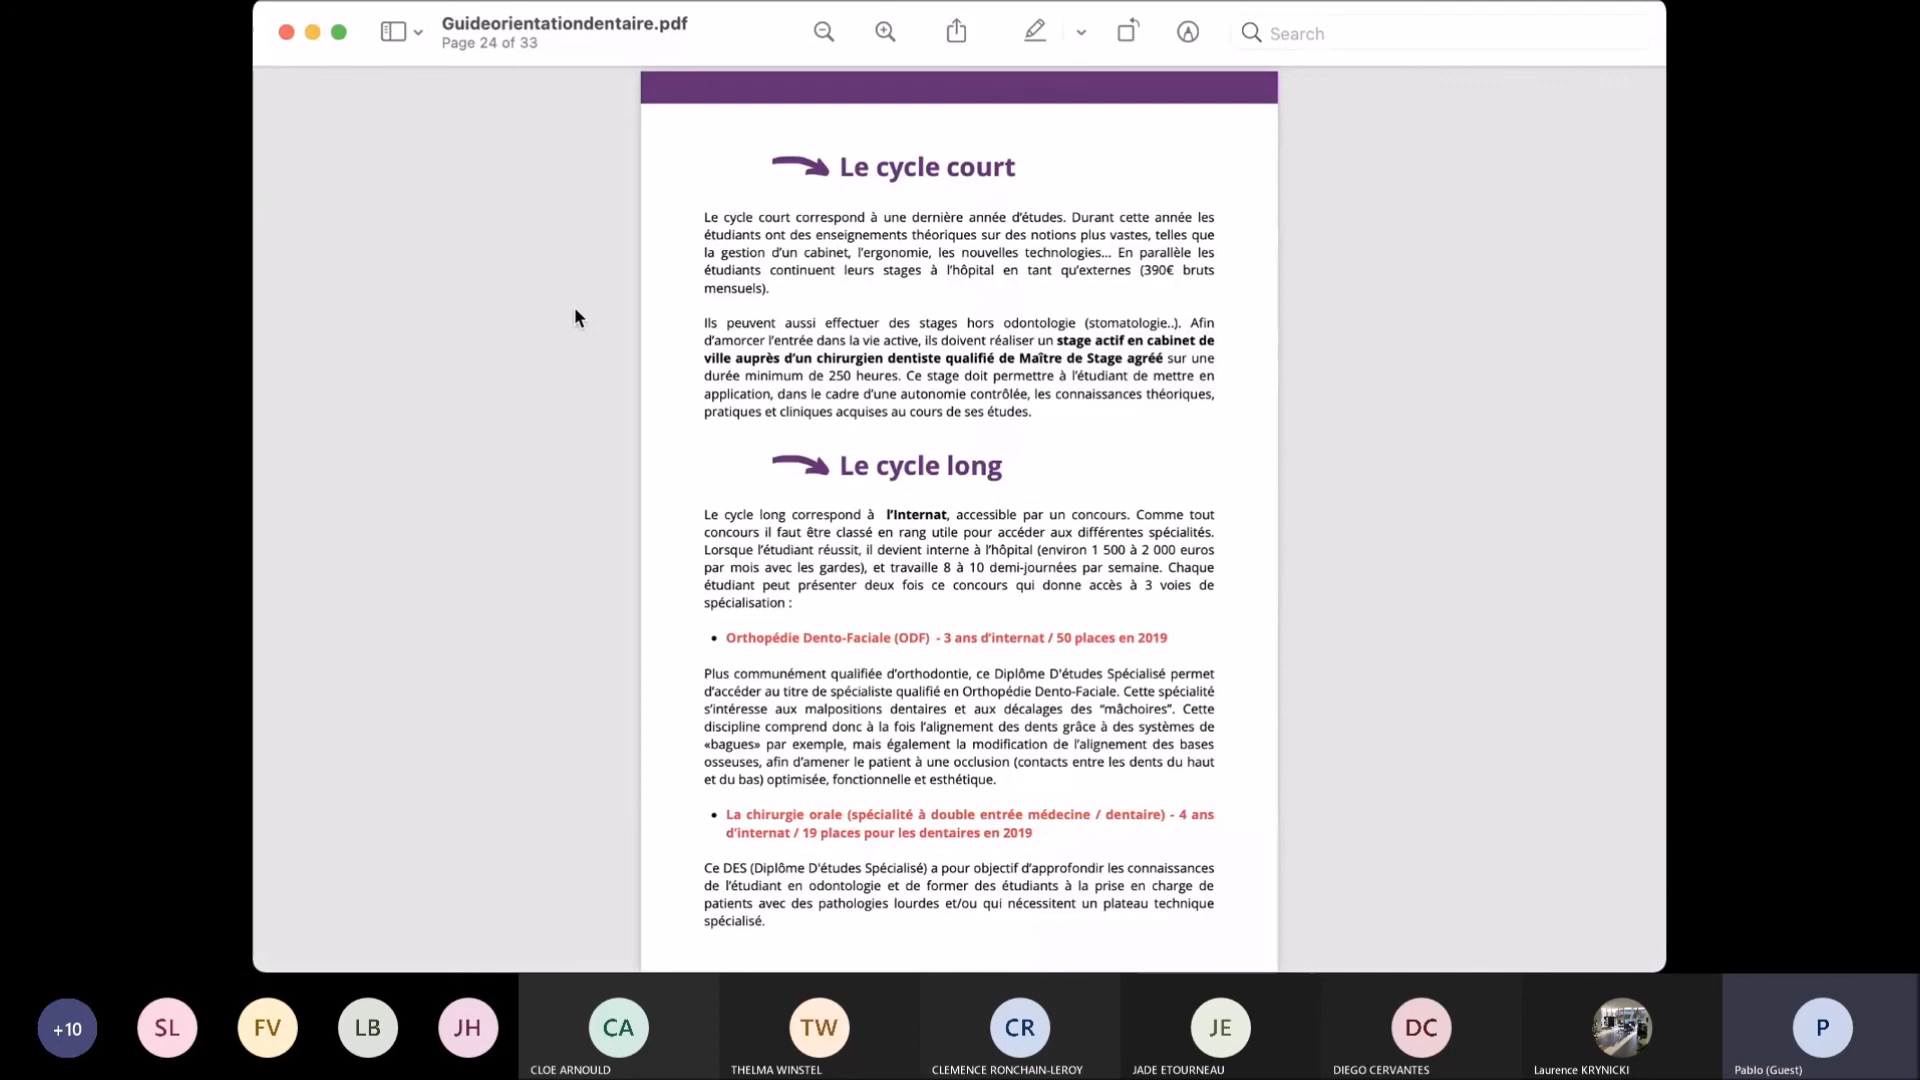 Guideorientationdentaire.pdf
Page 24 of 33
Search
Le cycle court
Le cycle court correspond à une dernière année d'études. Durant cette année les
étudiants ont des enseignements théoriques sur des notions plus vastes, telles que
la gestion d'un cabinet, l'ergonomie, les nouvelles technologies... En parallèle les
étudiants continuent leurs stages à l'hôpital en tant qu'externes (390€ bruts
mensuels).
Ils peuvent aussi effectuer des stages hors odontologie (stomatologie..). Afin
d'amorcer l'entrée dans la vie active, ils doivent réaliser un stage actif en cabinet de
ville auprès d'un chirurgien dentiste qualifié de Maître de Stage agréé sur une
durée minimum de 250 heures. Ce stage doit permettre à l'étudiant de mettre en
application, dans le cadre d'une autonomie contrôlée, les connaissances théoriques,
pratiques et cliniques acquises au cours de ses études.
Le cycle long
Le cycle long correspond à l'Internat, accessible par un concours. Comme tout
concours il faut être classé en rang utile pour accéder aux différentes spécialités.
Lorsque l'étudiant réussit, il devient interne à l'hôpital (environ 1 500 à 2 000 euros
par mois avec les gardes), et travaille 8 à 10 demi-journées par semaine. Chaque
étudiant peut présenter deux fois ce concours qui donne accès à 3 voies de
spécialisation :
• Orthopédie Dento-Faciale (ODF) - 3 ans d'internat / 50 places en 2019
Plus communément qualifiée d'orthodontie, ce Diplôme D'études Spécialisé permet
d'accéder au titre de spécialiste qualifié en Orthopédie Dento-Faciale. Cette spécialité
s'intéresse aux malpositions dentaires et aux décalages des "mâchoires". Cette
discipline comprend donc à la fois l'alignement des dents grâce à des systèmes de
«bagues» par exemple, mais également la modification de l'alignement des bases
osseuses, afin d'amener le patient à une occlusion (contacts entre les dents du haut
et du bas) optimisée, fonctionnelle et esthétique.
• La chirurgie orale (spécialité à double entrée médecine / dentaire) - 4 ans
d'internat / 19 places pour les dentaires en 2019
Ce DES (Diplôme D'études Spécialisé) a pour objectif d'approfondir les connaissances
de l'étudiant en odontologie et de former des étudiants à la prise en charge de
patients avec des pathologies lourdes et/ou qui nécessitent un plateau technique
spécialisé.
+10
SL
FV
LB
JH
CA
TW
CR
JE
DC
P
CLOE ARNOULD
THELMA WINSTEL
CLEMENCE RONCHAIN-LEROY
JADE ETOURNEAU
DIEGO CERVANTES
Laurence KRYNICKI
Pablo (Guest)